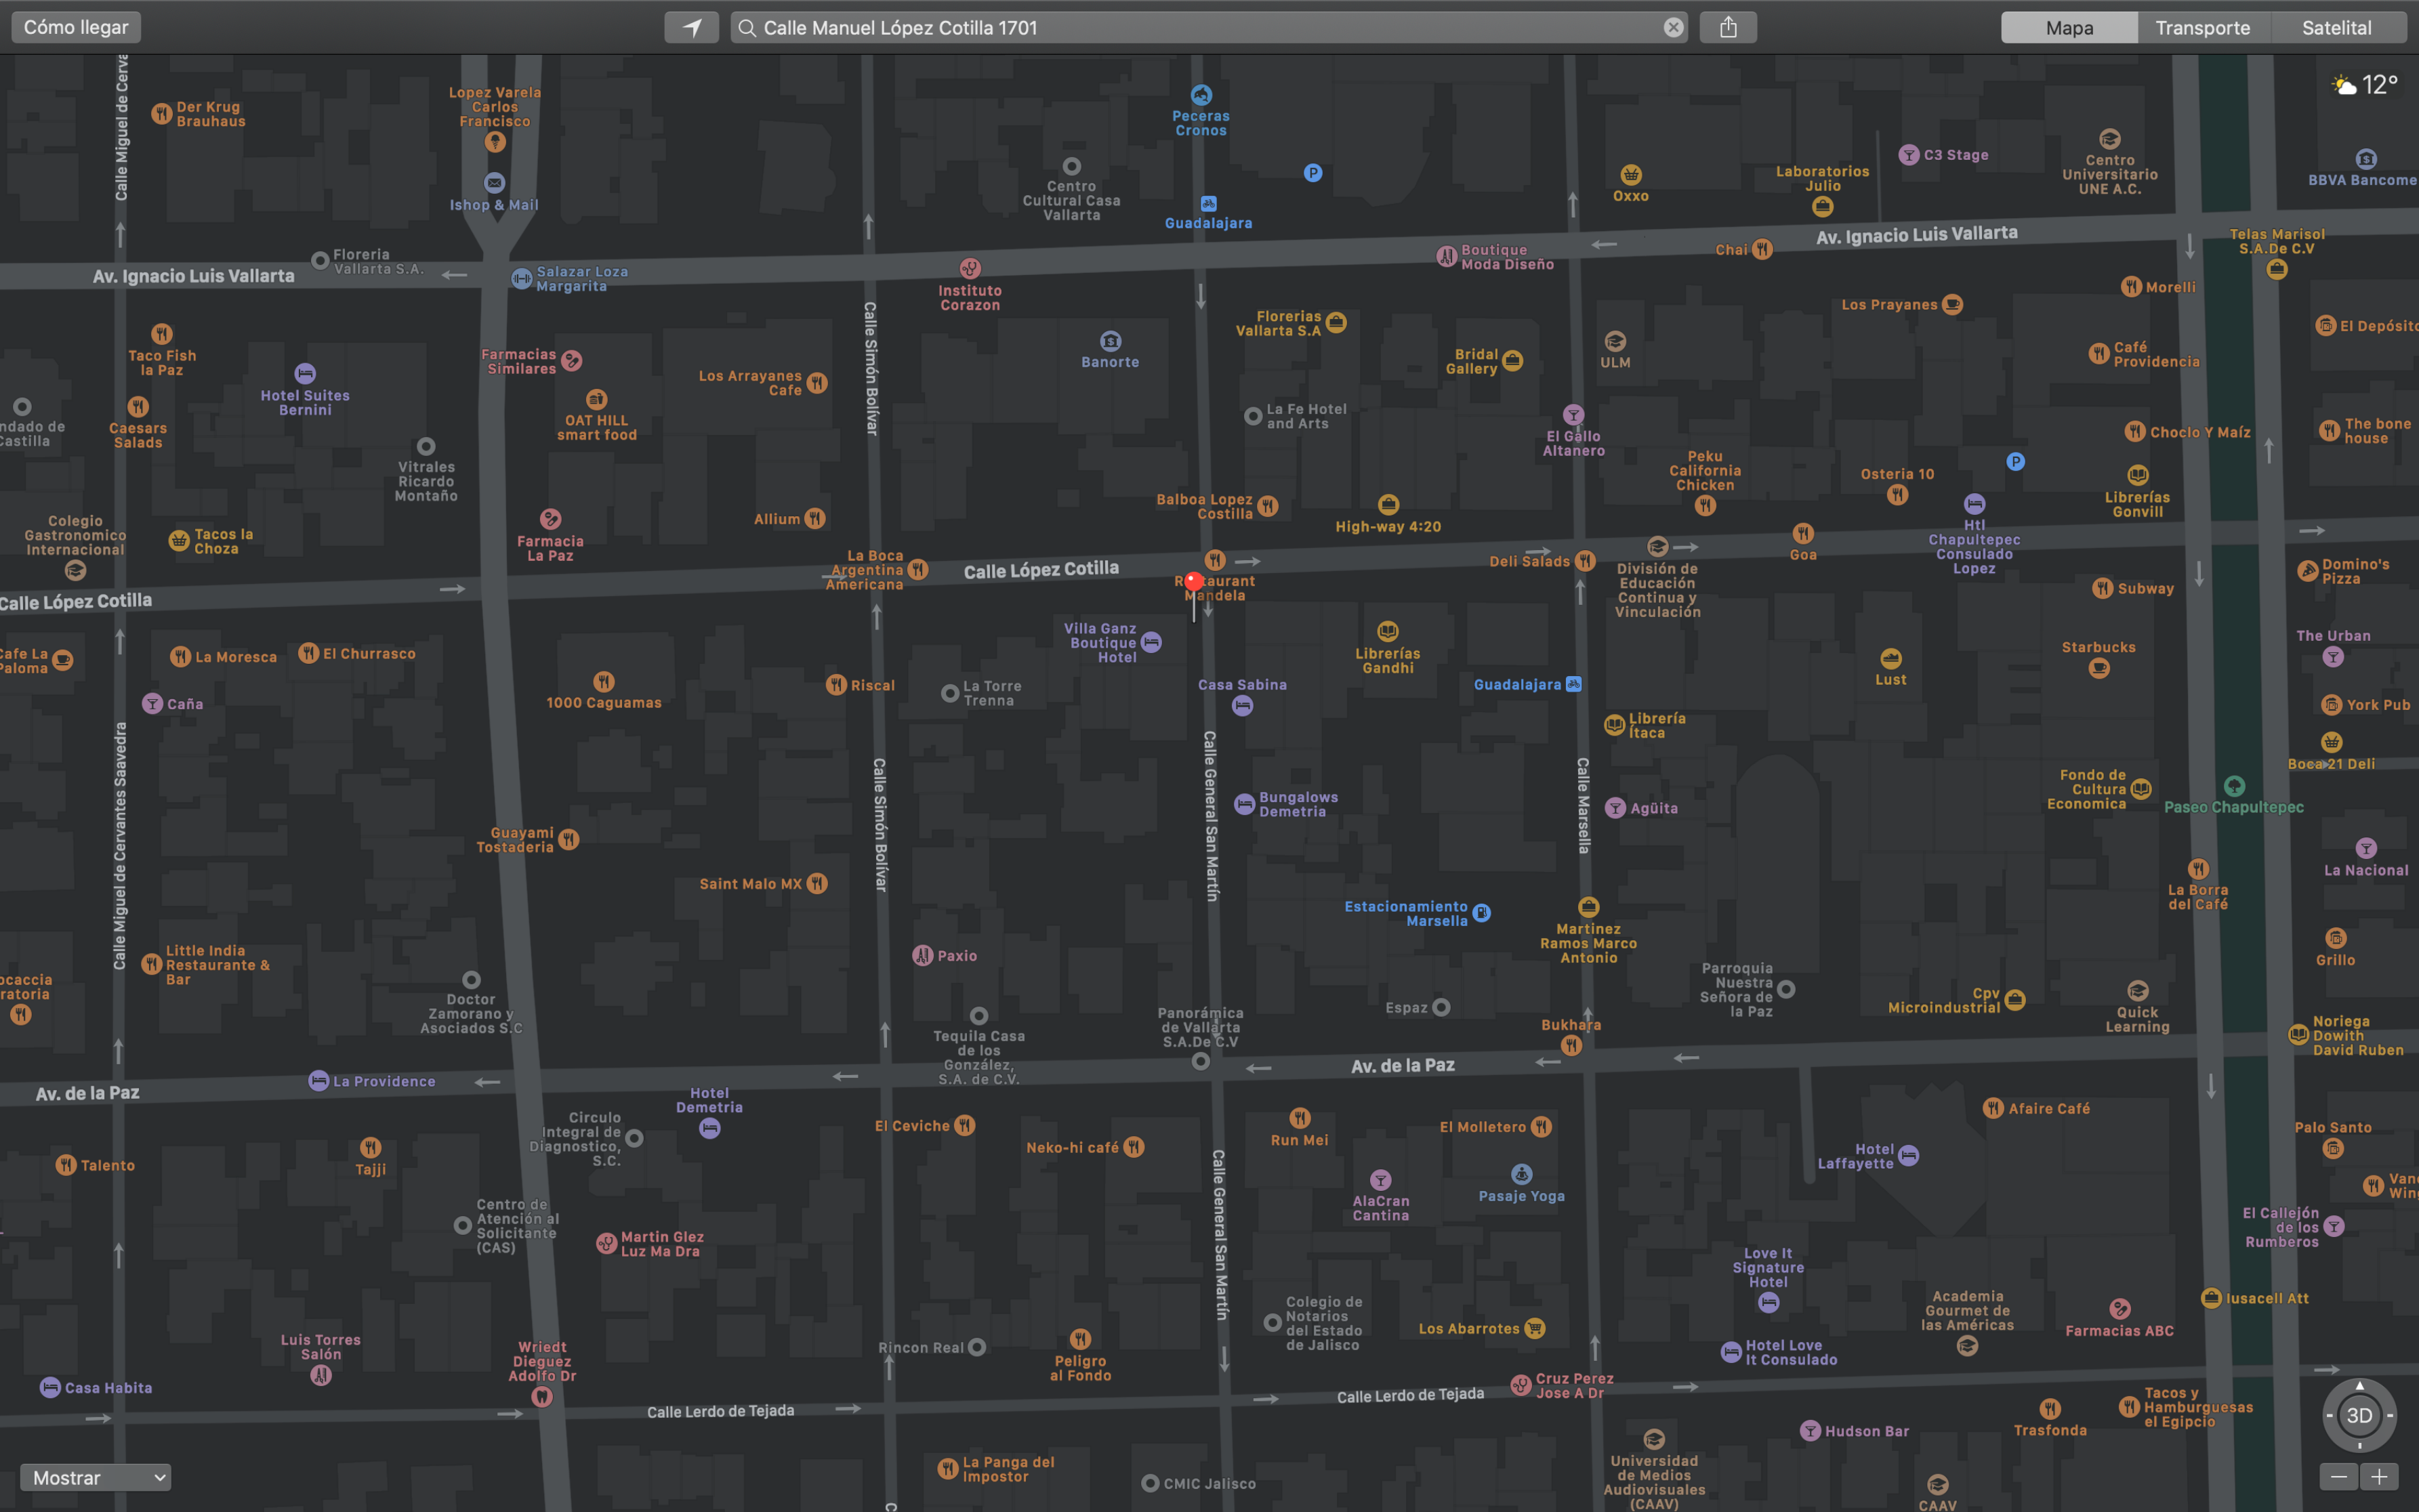 Cómo llegar
Calle Manuel López Cotilla 1701
Mapa
Transporte
Satelital
12°
Calle Miguel de Cerva
Der Krug
Brauhaus
Lopez Varela
Carlos
Francisco
Ishop & Mail
Peceras
Cronos
Centro
Cultural Casa
Vallarta
P
Guadalajara
Oxxo
Laboratorios
Julio
C3 Stage
Centro
Universitario
UNE A.C.
BBVA Bancome
Floreria
Vallarta S.A.
Av. Ignacio Luis Vallarta
Salazar Loza
Margarita
Instituto
Corazon
Boutique
Moda Diseño
Chai
Av. Ignacio Luis Vallarta
Telas Marisol
S.A.De C.V
Morelli
Los Prayanes
Florerias
Vallarta S.A
El Depósito
Taco Fish
la Paz
Hotel Suites
Bernini
Farmacias
Similares
Los Arrayanes
Cafe
Calle Simón Bolívar
Banorte
Bridal
Gallery
ULM
Café
Providencia
ndado de
Castilla
Caesars
Salads
OAT HILL
smart food
La Fe Hotel
and Arts
El Gallo
Altanero
Choclo Y Maíz
The bone
house
Vitrales
Ricardo
Montaño
Peku
California
Chicken
Osteria 10
P
Librerías
Gonvill
Balboa Lopez
Costilla
High-way 4:20
Allium
Colegio
Gastronomico
Internacional
Tacos la
Choza
Farmacia
La Paz
La Boca
Argentina
Americana
Calle López Cotilla
Deli Salads
División de
Educación
Continua y
Vinculación
Goa
Htl
Chapultepec
Consulado
Lopez
Domino's
Pizza
Mandela
Calle López Cotilla
Subway
Cafe La
Paloma
La Moresca
El Churrasco
Villa Ganz
Boutique
Hotel
Librerías
Gandhi
Starbucks
The Urban
Caña
1000 Caguamas
Riscal
La Torre
Trenna
Casa Sabina
Guadalajara
Lust
York Pub
Librería
Ítaca
Calle Miguel de Cervantes Saavedra
Calle Simón Bolívar
Calle General San Martín
Calle Marsella
Boca 21 Deli
Fondo de
Cultura
Economica
Paseo Chapultepec
Bungalows
Demetria
Agüita
Guayami
Tostaderia
La Nacional
Saint Malo MX
La Borra
del Café
Estacionamiento
Marsella
Martinez
Ramos Marco
Antonio
Little India
Restaurante &
Bar
Paxio
Grillo
ocaccia
ratoria
Doctor
Zamorano y
Asociados S.C
Tequila Casa
de los
González,
S.A. de C.V.
Panorámica
de Vallarta
S.A.De C.V
Espaz
Parroquia
Nuestra
Señora de
la Paz
Cpv
Microindustrial
Quick
Learning
Bukhara
Noriega
Dowith
David Ruben
Av. de la Paz
La Providence
Av. de la Paz
Hotel
Demetria
Circulo
Integral de
Diagnostico,
S.C.
El Ceviche
Neko-hi café
Run Mei
El Molletero
Afaire Café
Palo Santo
Talento
Tajji
Hotel
Laffayette
AlaCran
Cantina
Pasaje Yoga
Centro de
Atención al
Solicitante
(CAS)
Martin Glez
Luz Ma Dra
Calle General San Martín
El Callejón
de los
Rumberos
Love It
Signature
Hotel
Iusacell Att
Colegio de
Notarios
del Estado
de Jalisco
Los Abarrotes
Academia
Gourmet de
las Américas
Farmacias ABC
Luis Torres
Salón
Wriedt
Dieguez
Adolfo Dr
Rincon Real
Peligro
al Fondo
Hotel Love
It Consulado
Casa Habita
Cruz Perez
Jose A Dr
Calle Lerdo de Tejada
Calle Lerdo de Tejada
Trasfonda
Tacos y
Hamburguesas
el Egipcio
3D
Hudson Bar
La Panga del
Impostor
CMIC Jalisco
Universidad
de Medios
Audiovisuales
(CAAV)
CAAV
Mostrar